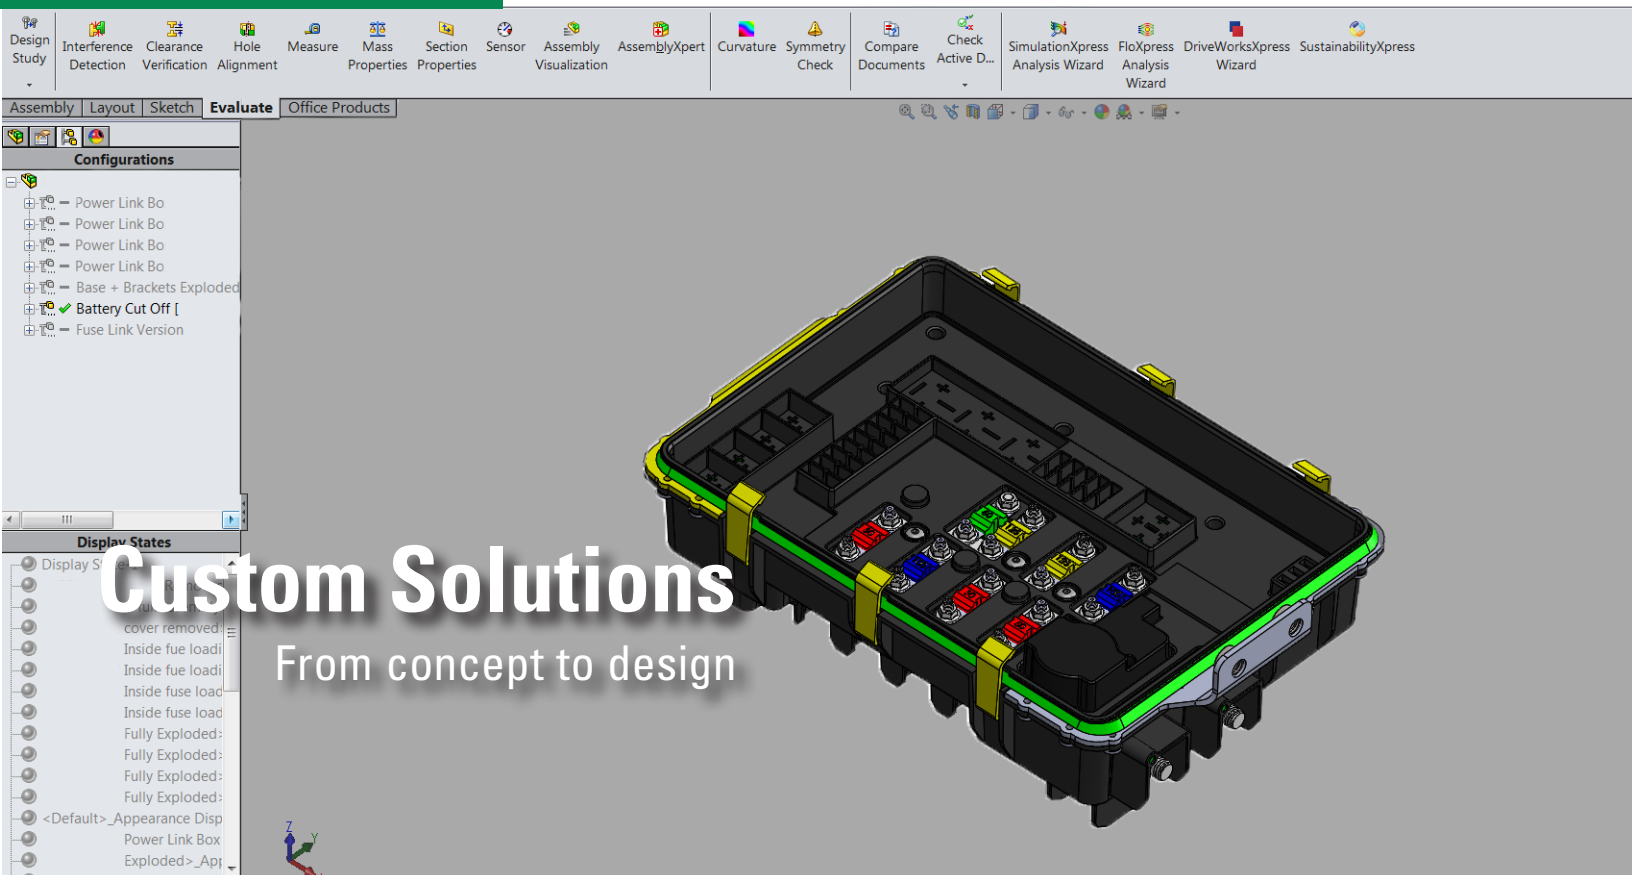 Design
Study
Interference
Detection
Clearance
Verification
Hole
Alignment
Measure
Mass
Properties
Section
Properties
Sensor
Assembly
Visualization
AssemblyXpert
Curvature
Symmetry
Check
Compare
Documents
Check
Active D...
SimulationXpress
Analysis Wizard
FloXpress
Analysis
Wizard
DriveWorksXpress
Wizard
SustainabilityXpress
Assembly
Layout
Sketch
Evaluate
Office Products
Configurations
Power Link Bo
Power Link Bo
Power Link Bo
Power Link Bo
Base + Brackets Exploded
Battery Cut Off [
Fuse Link Version
Display States
Display
cover removed
Inside fue loadi
Inside fue loadi
Inside fuse load
Inside fuse load
Fully Exploded>
Fully Exploded>
Fully Exploded>
Fully Exploded>
<Default>_Appearance Disp
Power Link Box
Exploded>_App
Custom Solutions
From concept to design
Z
Y